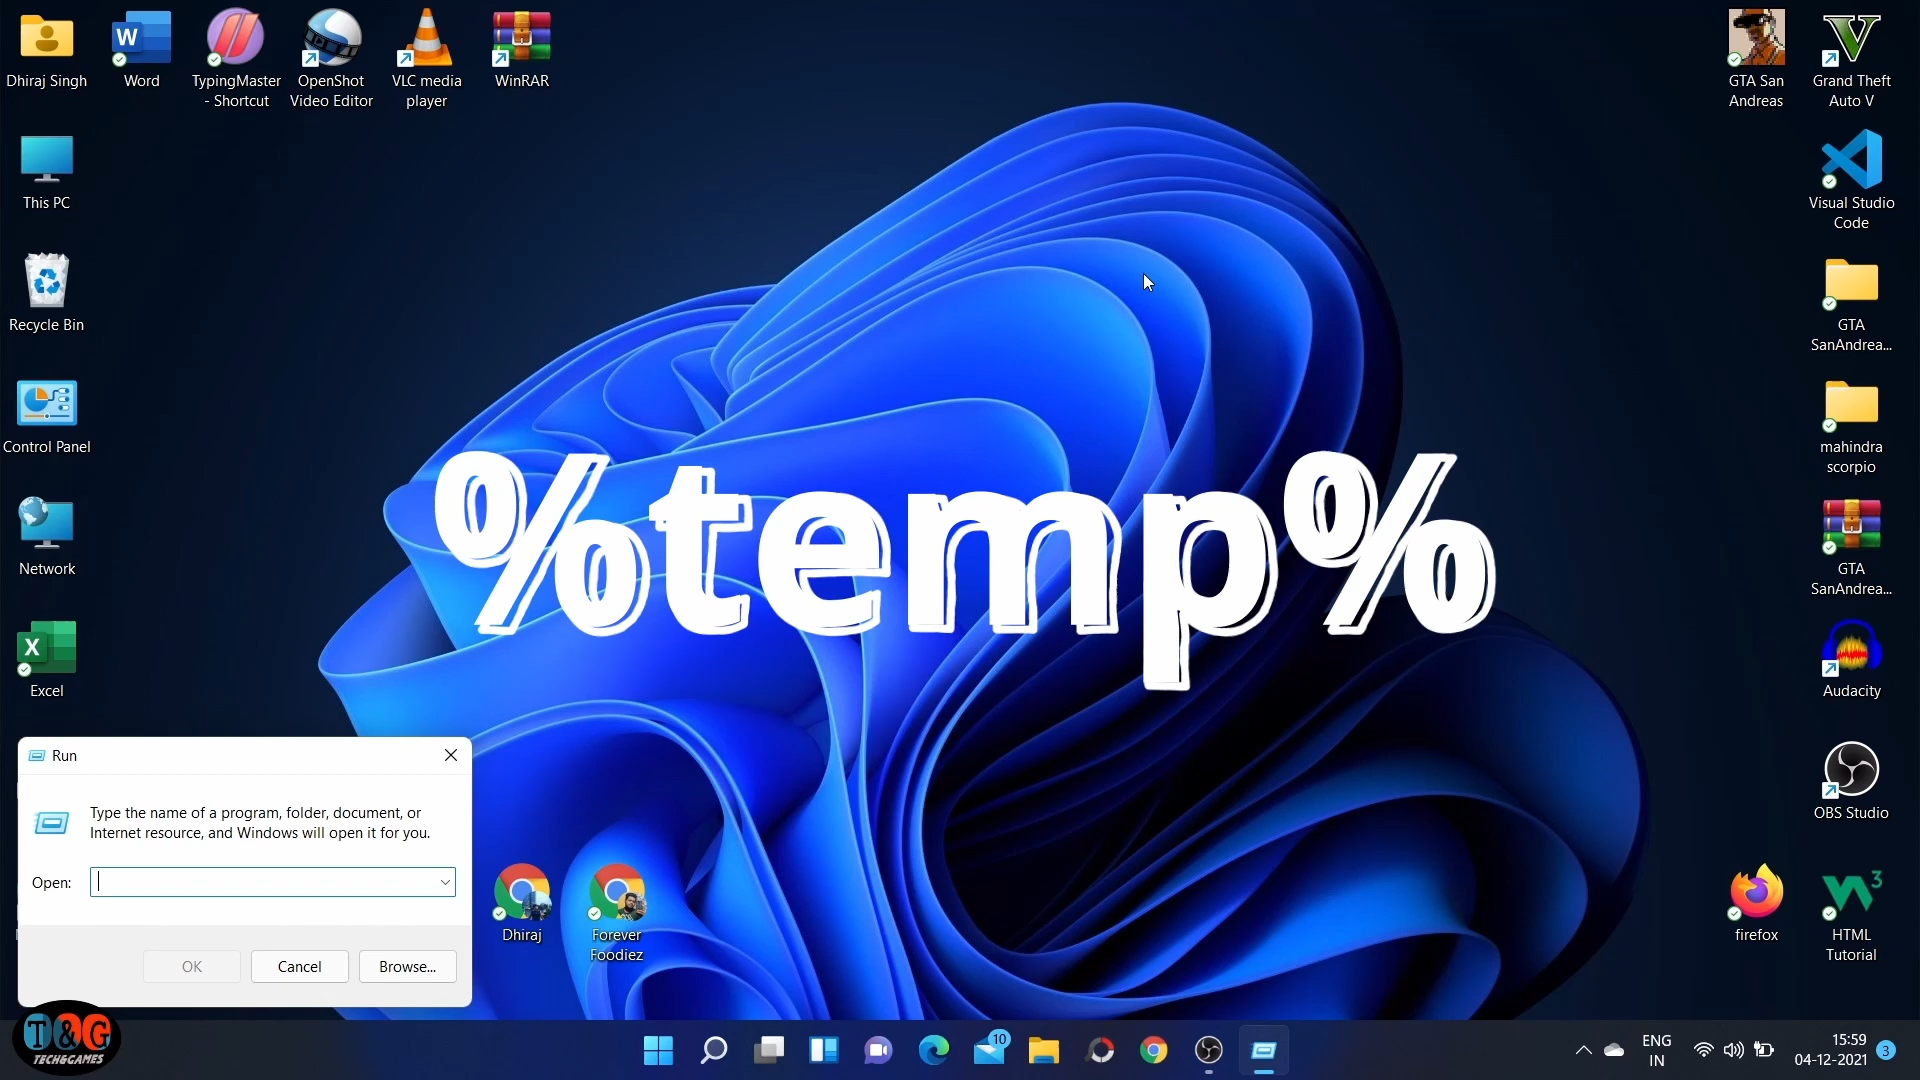 Dhiraj Singh
Word
TypingMaster
- Shortcut
OpenShot
Video Editor
VLC media
player
WinRAR
GTA San
Andreas
Grand Theft
Auto V
This PC
Visual Studio
Code
Recycle Bin
GTA
SanAndrea...
Control Panel
mahindra
scorpio
%temp%
Network
GTA
SanAndrea...
Excel
Audacity
Run
Type the name of a program, folder, document, or
Internet resource, and Windows will open it for you.
Open:
OK
Cancel
Browse...
OBS Studio
Dhiraj
Forever
Foodiez
firefox
HTML
Tutorial
T&G
TECH&GAMES
10
ENG
IN
15:59
04-12-2021
3